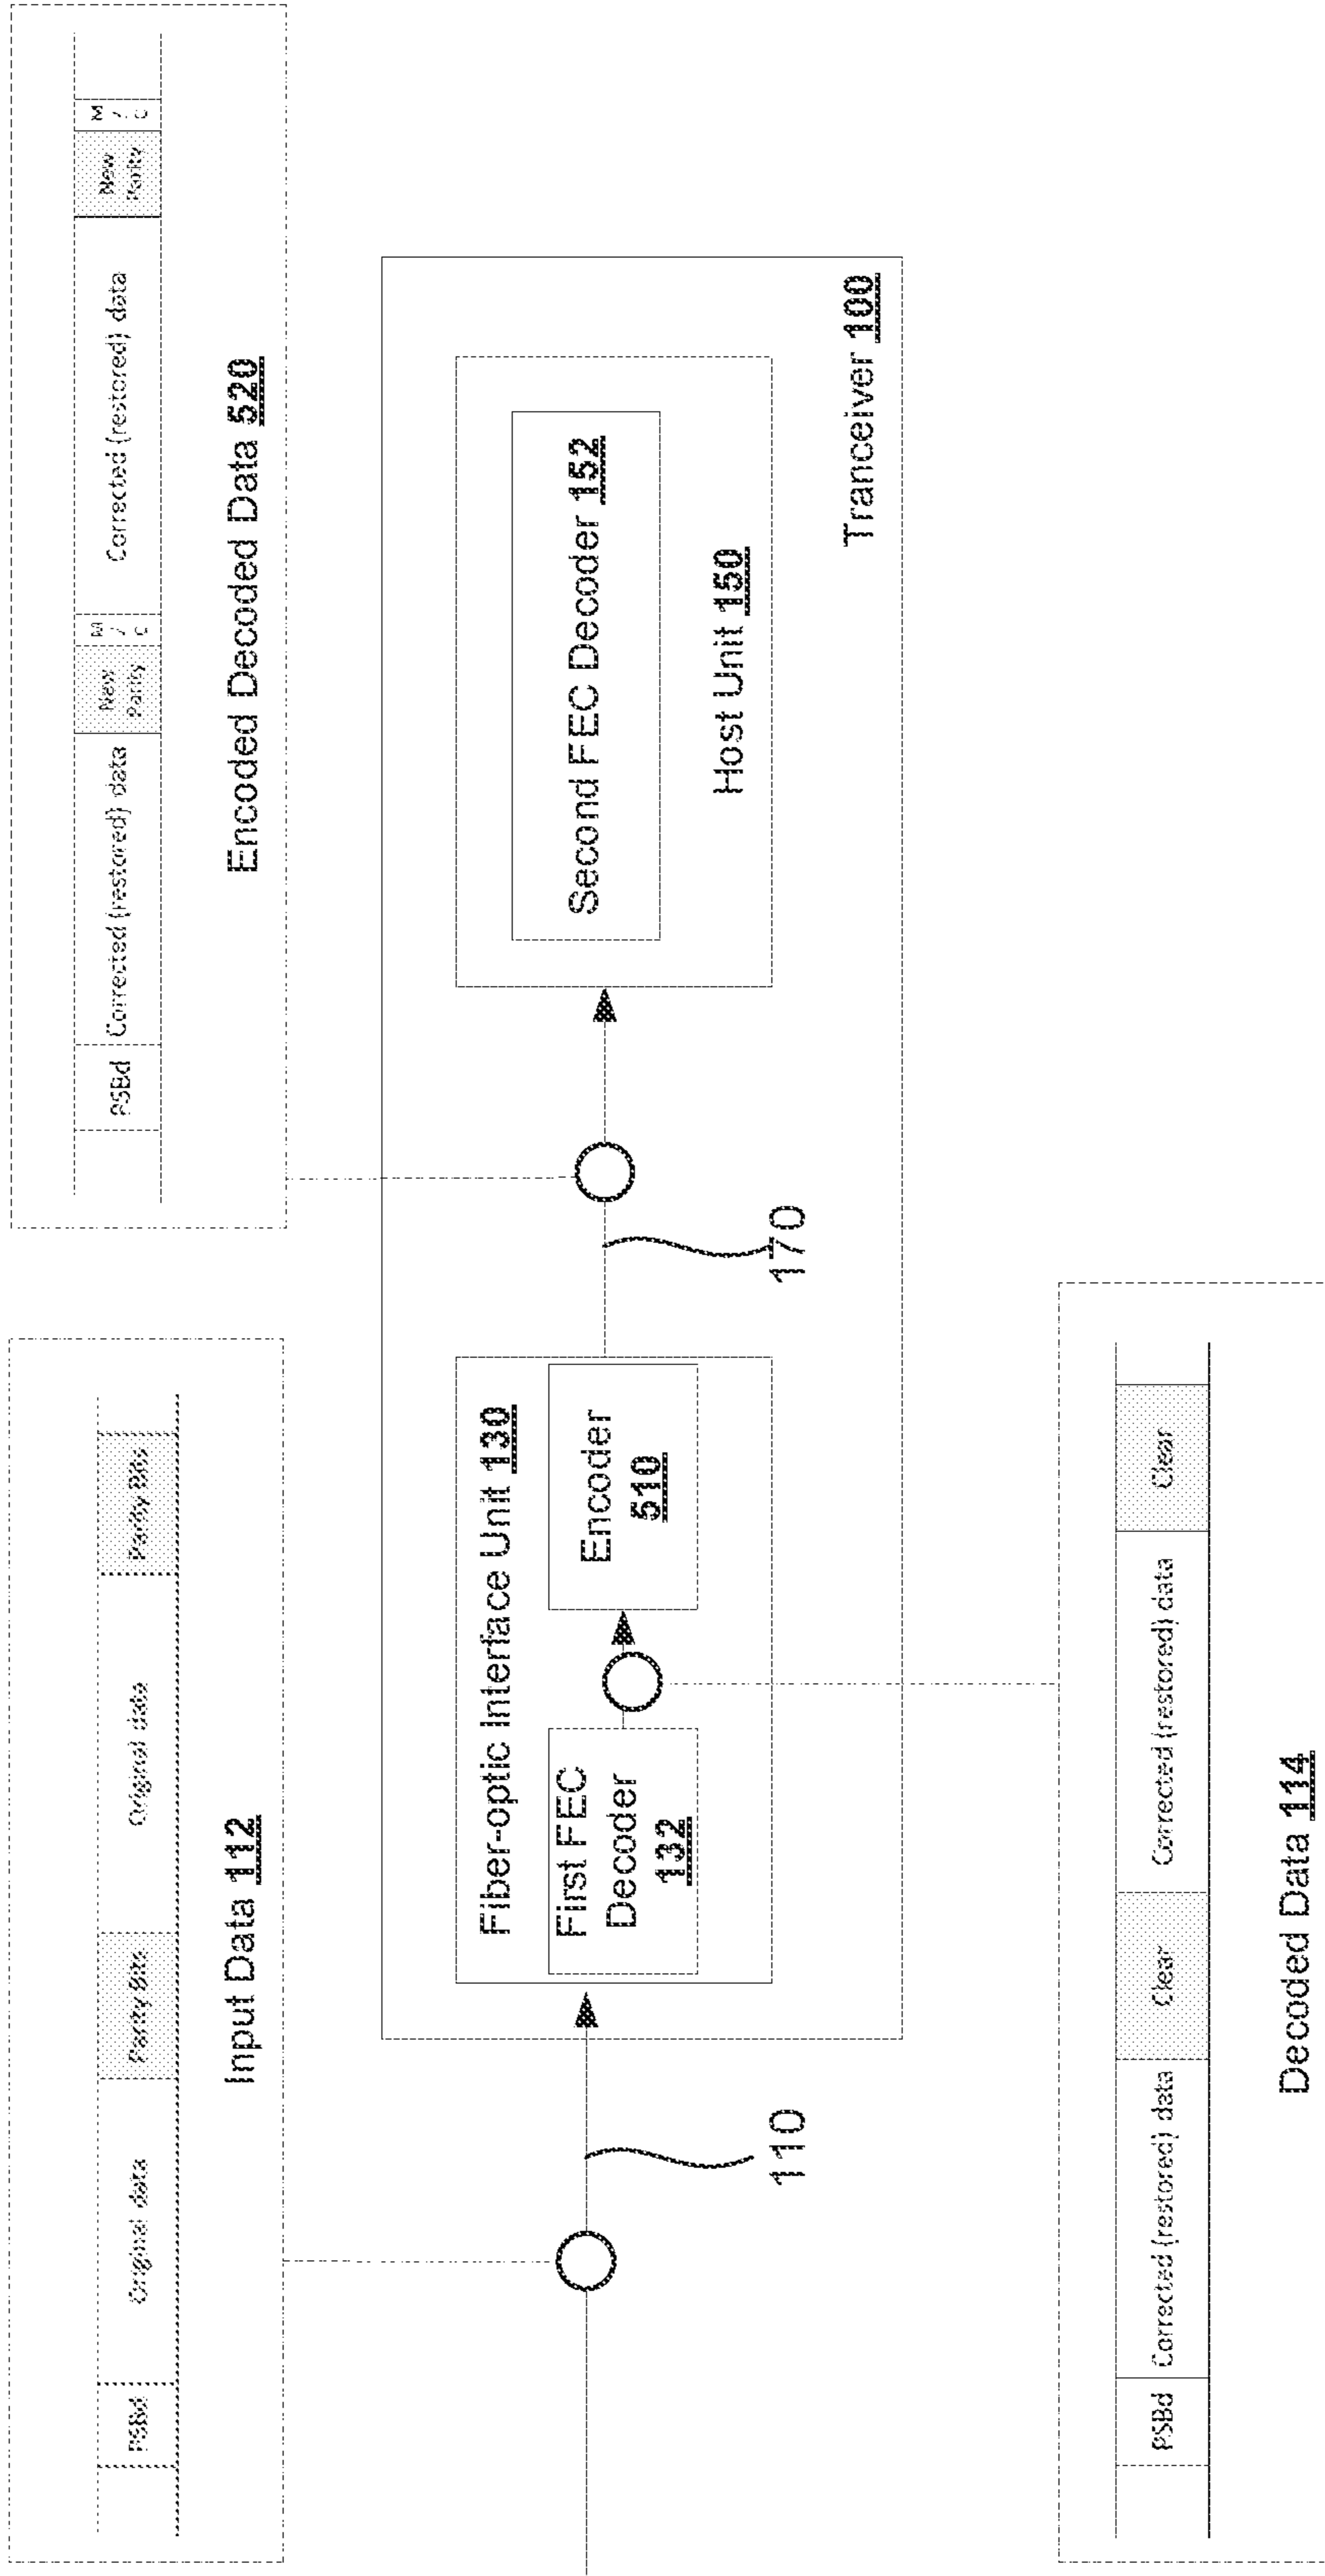 PSBd Original data Parity Bits Original data Parity Bits
Input Data 112
PSBd Corrected (restored) data New Parity M / C Corrected (restored) data New Parity M / C
Encoded Decoded Data 520
Fiber-optic Interface Unit 130
First FEC
Decoder
132
Encoder
510
Second FEC Decoder 152
Host Unit 150
110
170
Tranceiver 100
PSBd Corrected (restored) data Clear Corrected (restored) data Clear
Decoded Data 114